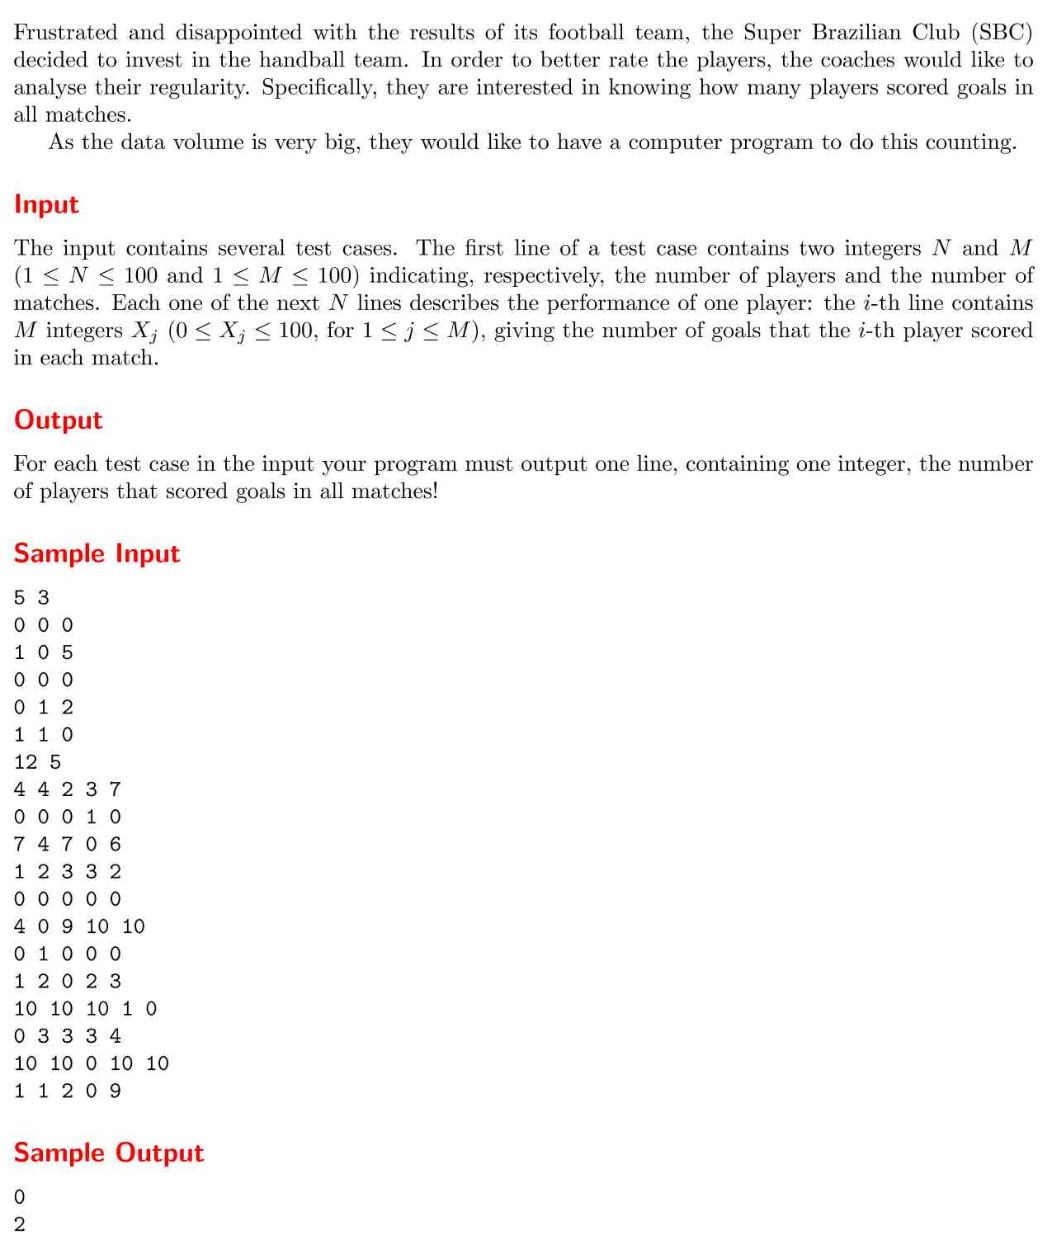 Frustrated and disappointed with the results of its football team, the Super Brazilian Club (SBC)
decided to invest in the handball team. In order to better rate the players, the coaches would like to
analyse their regularity. Specifically, they are interested in knowing how many players scored goals in
all matches.
As the data volume is very big, they would like to have a computer program to do this counting.
Input
The input contains several test cases. The first line of a test case contains two integers N and M
(1 ≤ N ≤ 100 and 1 ≤ M ≤ 100) indicating, respectively, the number of players and the number of
matches. Each one of the next N lines describes the performance of one player: the i-th line contains
M integers Xj (0 ≤ Xj ≤ 100, for 1 ≤ j ≤ M), giving the number of goals that the i-th player scored
in each match.
Output
For each test case in the input your program must output one line, containing one integer, the number
of players that scored goals in all matches!
Sample Input
5 3
0 0 0
1 0 5
0 0 0
0 1 2
1 1 0
12 5
4 4 2 3 7
0 0 0 1 0
7 4 7 0 6
1 2 3 3 2
0 0 0 0 0
4 0 9 10 10
0 1 0 0 0
1 2 0 2 3
10 10 10 1 0
0 3 3 3 4
10 10 0 10 10
1 1 2 0 9
Sample Output
0
2